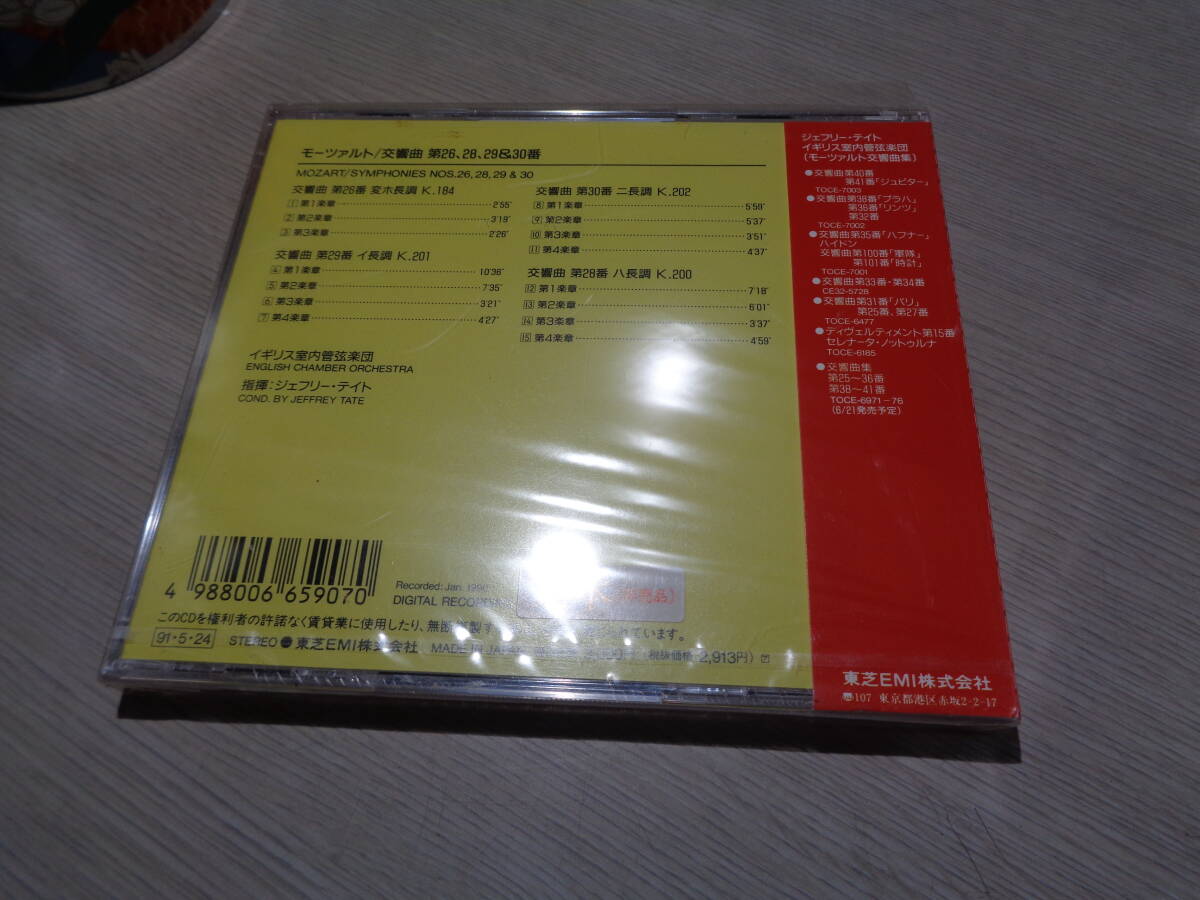 モーツァルト/交響曲 第26、28、29&30番
MOZART/SYMPHONIES NOS.26, 28, 29 & 30
交響曲 第26番 変ホ長調 K.184
1 第1楽章 2'55"
2 第2楽章 3'19"
3 第3楽章 2'26"
交響曲 第29番 イ長調 K.201
4 第1楽章 10'36"
5 第2楽章 7'35"
6 第3楽章 3'21"
7 第4楽章 4'27"
交響曲 第30番 ニ長調 K.202
8 第1楽章 5'59"
9 第2楽章 5'37"
10 第3楽章 3'51"
11 第4楽章 4'37"
交響曲 第28番 ハ長調 K.200
12 第1楽章 7'18"
13 第2楽章 6'01"
14 第3楽章 3'37"
15 第4楽章 4'59"
イギリス室内管弦楽団
ENGLISH CHAMBER ORCHESTRA
指揮:ジェフリー・テイト
COND. BY JEFFREY TATE
4 988006 659070
Recorded: Jan. 1990
DIGITAL RECORDING
このCDを権利者の許諾なく賃貸業に使用したり、無断複製す れています。
91・5・24 STEREO 東芝EMI株式会社 MADE IN JAPAN (税抜価格 2,913円)
ジェフリー・テイト
イギリス室内管弦楽団
(モーツァルト交響曲集)
●交響曲第40番
第41番「ジュピター」
TOCE-7003
●交響曲第38番「プラハ」
第36番「リンツ」
第32番
TOCE-7002
●交響曲第35番「ハフナー」
ハイドン
交響曲第100番「軍隊」
第101番「時計」
TOCE-7001
●交響曲第33番・第34番
CE32-5728
●交響曲第31番「パリ」
第25番、第27番
TOCE-6477
●ディヴェルティメント第15番
セレナータ・ノットゥルナ
TOCE-6185
●交響曲集
第25〜36番
第38〜41番
TOCE-6971-76
(6/21発売予定)
東芝EMI株式会社
〠107 東京都港区赤坂2-2-17